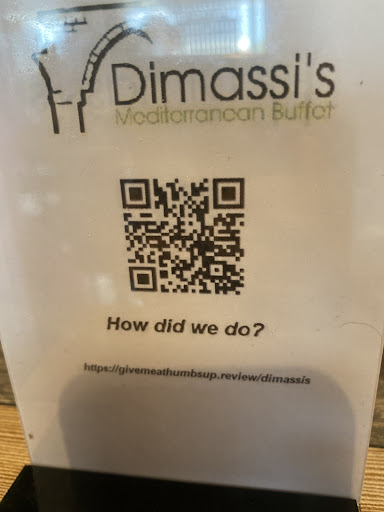 Dimassi's
Mediterranean Buffet
How did we do?
https://givemeathumbsup.review/dimassis